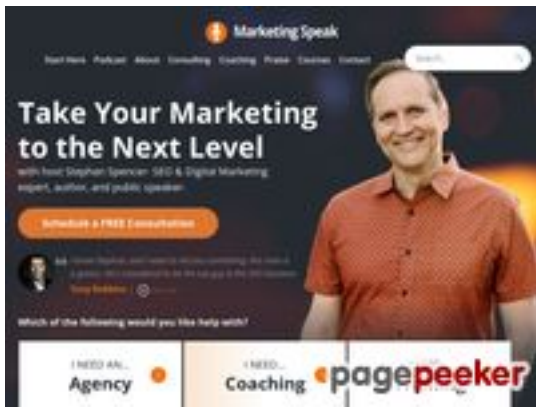 Marketing Speak
Start Here Podcast About Consulting Coaching Praise Courses Contact
Search...
Take Your Marketing
to the Next Level
with host Stephan Spencer- SEO & Digital Marketing
expert, author, and public speaker.
Schedule a FREE Consultation
Tony Robbins
Which of the following would you like help with?
I NEED AN...
Agency
I NEED...
Coaching
pagepeeker